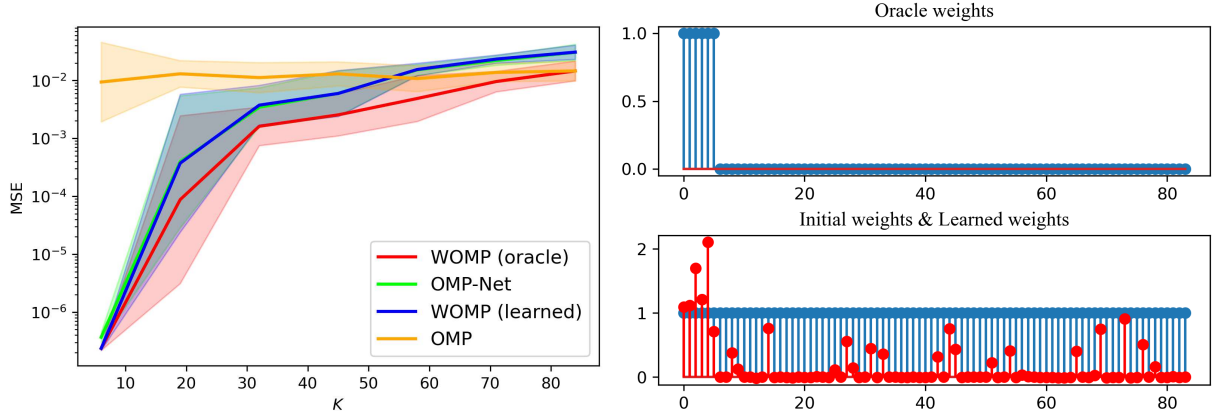 MSE
10⁻²
10⁻³
10⁻⁴
10⁻⁵
10⁻⁶
10 20 30 40 50 60 70 80
K
WOMP (oracle)
OMP-Net
WOMP (learned)
OMP
Oracle weights
1.0
0.5
0.0
0 20 40 60 80
Initial weights & Learned weights
2
1
0
0 20 40 60 80